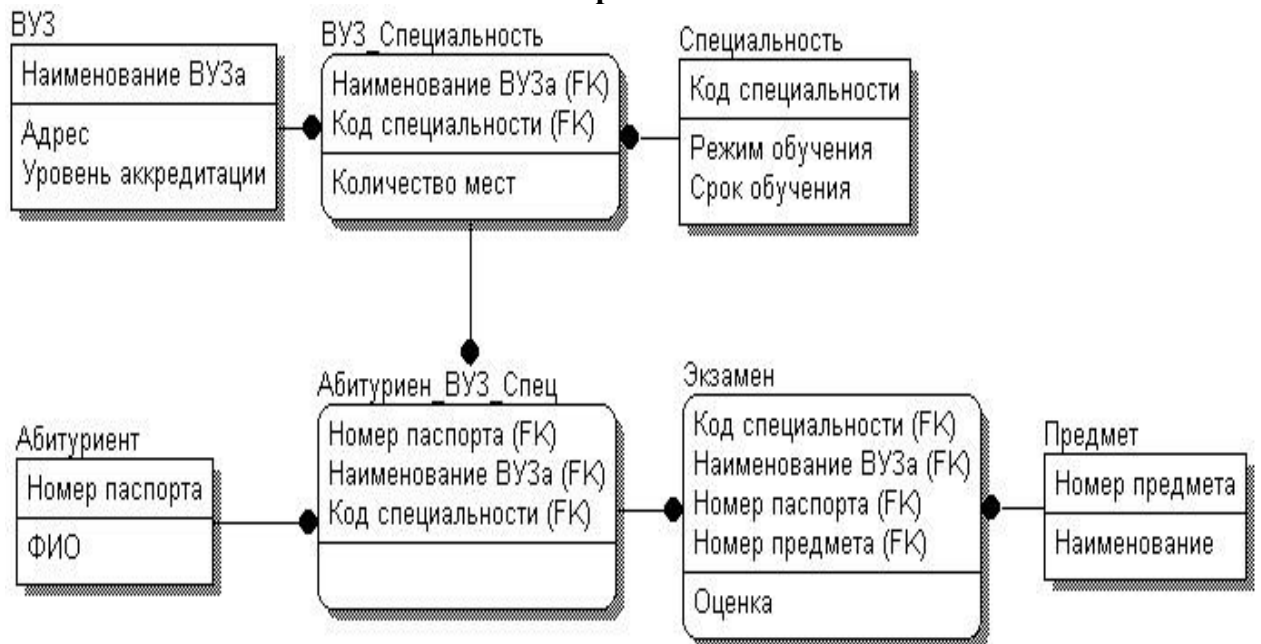 ВУЗ
Наименование ВУЗа
Адрес
Уровень аккредитации
ВУЗ_Специальность
Наименование ВУЗа (FK)
Код специальности (FK)
Количество мест
Специальность
Код специальности
Режим обучения
Срок обучения
Абитуриент
Номер паспорта
ФИО
Абитуриен_ВУЗ_Спец
Номер паспорта (FK)
Наименование ВУЗа (FK)
Код специальности (FK)
Экзамен
Код специальности (FK)
Наименование ВУЗа (FK)
Номер паспорта (FK)
Номер предмета (FK)
Оценка
Предмет
Номер предмета
Наименование